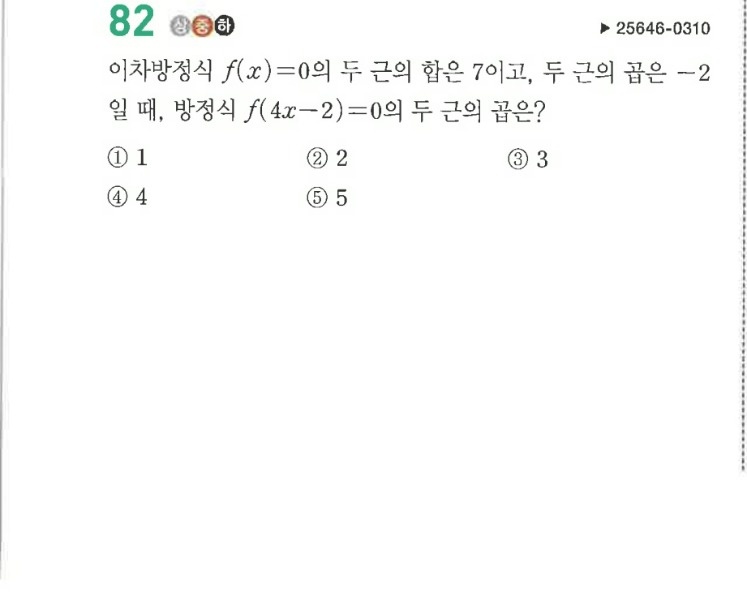 82 상 중 하 ▶ 25646-0310
이차방정식 f(x)=0의 두 근의 합은 7이고, 두 근의 곱은 -2
일 때, 방정식 f(4x-2)=0의 두 근의 곱은?
① 1 ② 2 ③ 3
④ 4 ⑤ 5